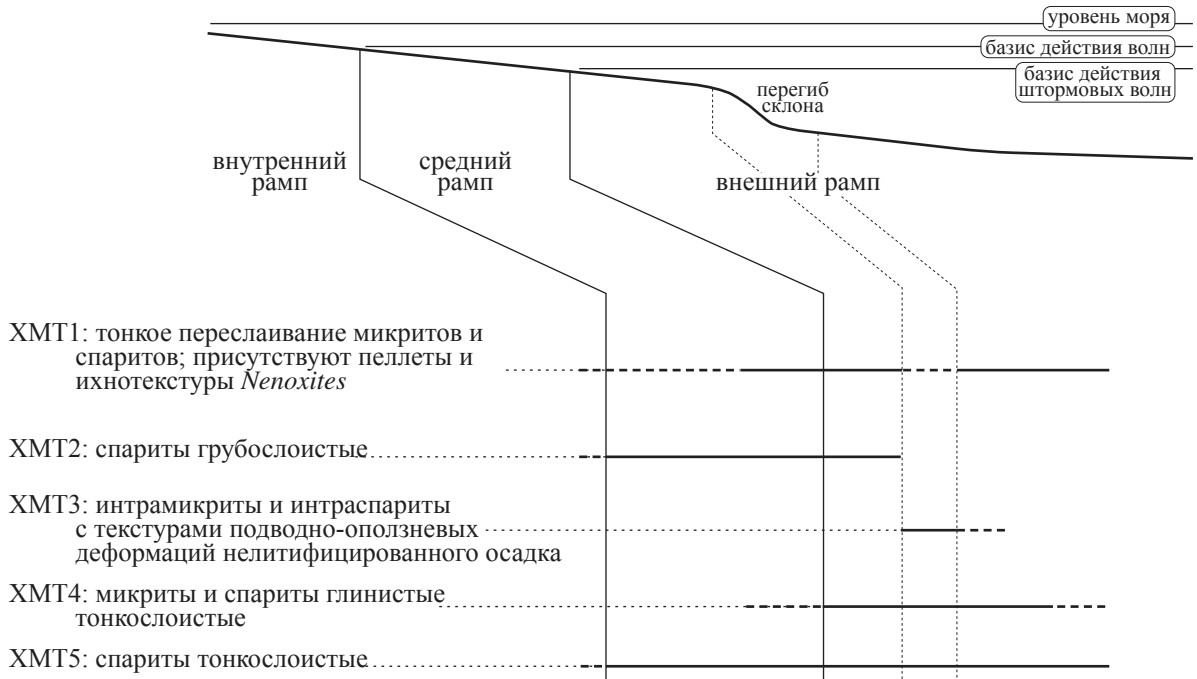 уровень моря
базис действия волн
базис действия
штормовых волн
перегиб
склона
внутренний
рамп
средний
рамп
внешний рамп
ХМТ1: тонкое переслаивание микритов и
спаритов; присутствуют пеллеты и
ихнотекстуры Nenoxites
ХМТ2: спариты грубослоистые
ХМТ3: интрамикриты и интраспариты
с текстурами подводно-оползневых
деформаций нелитифицированного осадка
ХМТ4: микриты и спариты глинистые
тонкослоистые
ХМТ5: спариты тонкослоистые